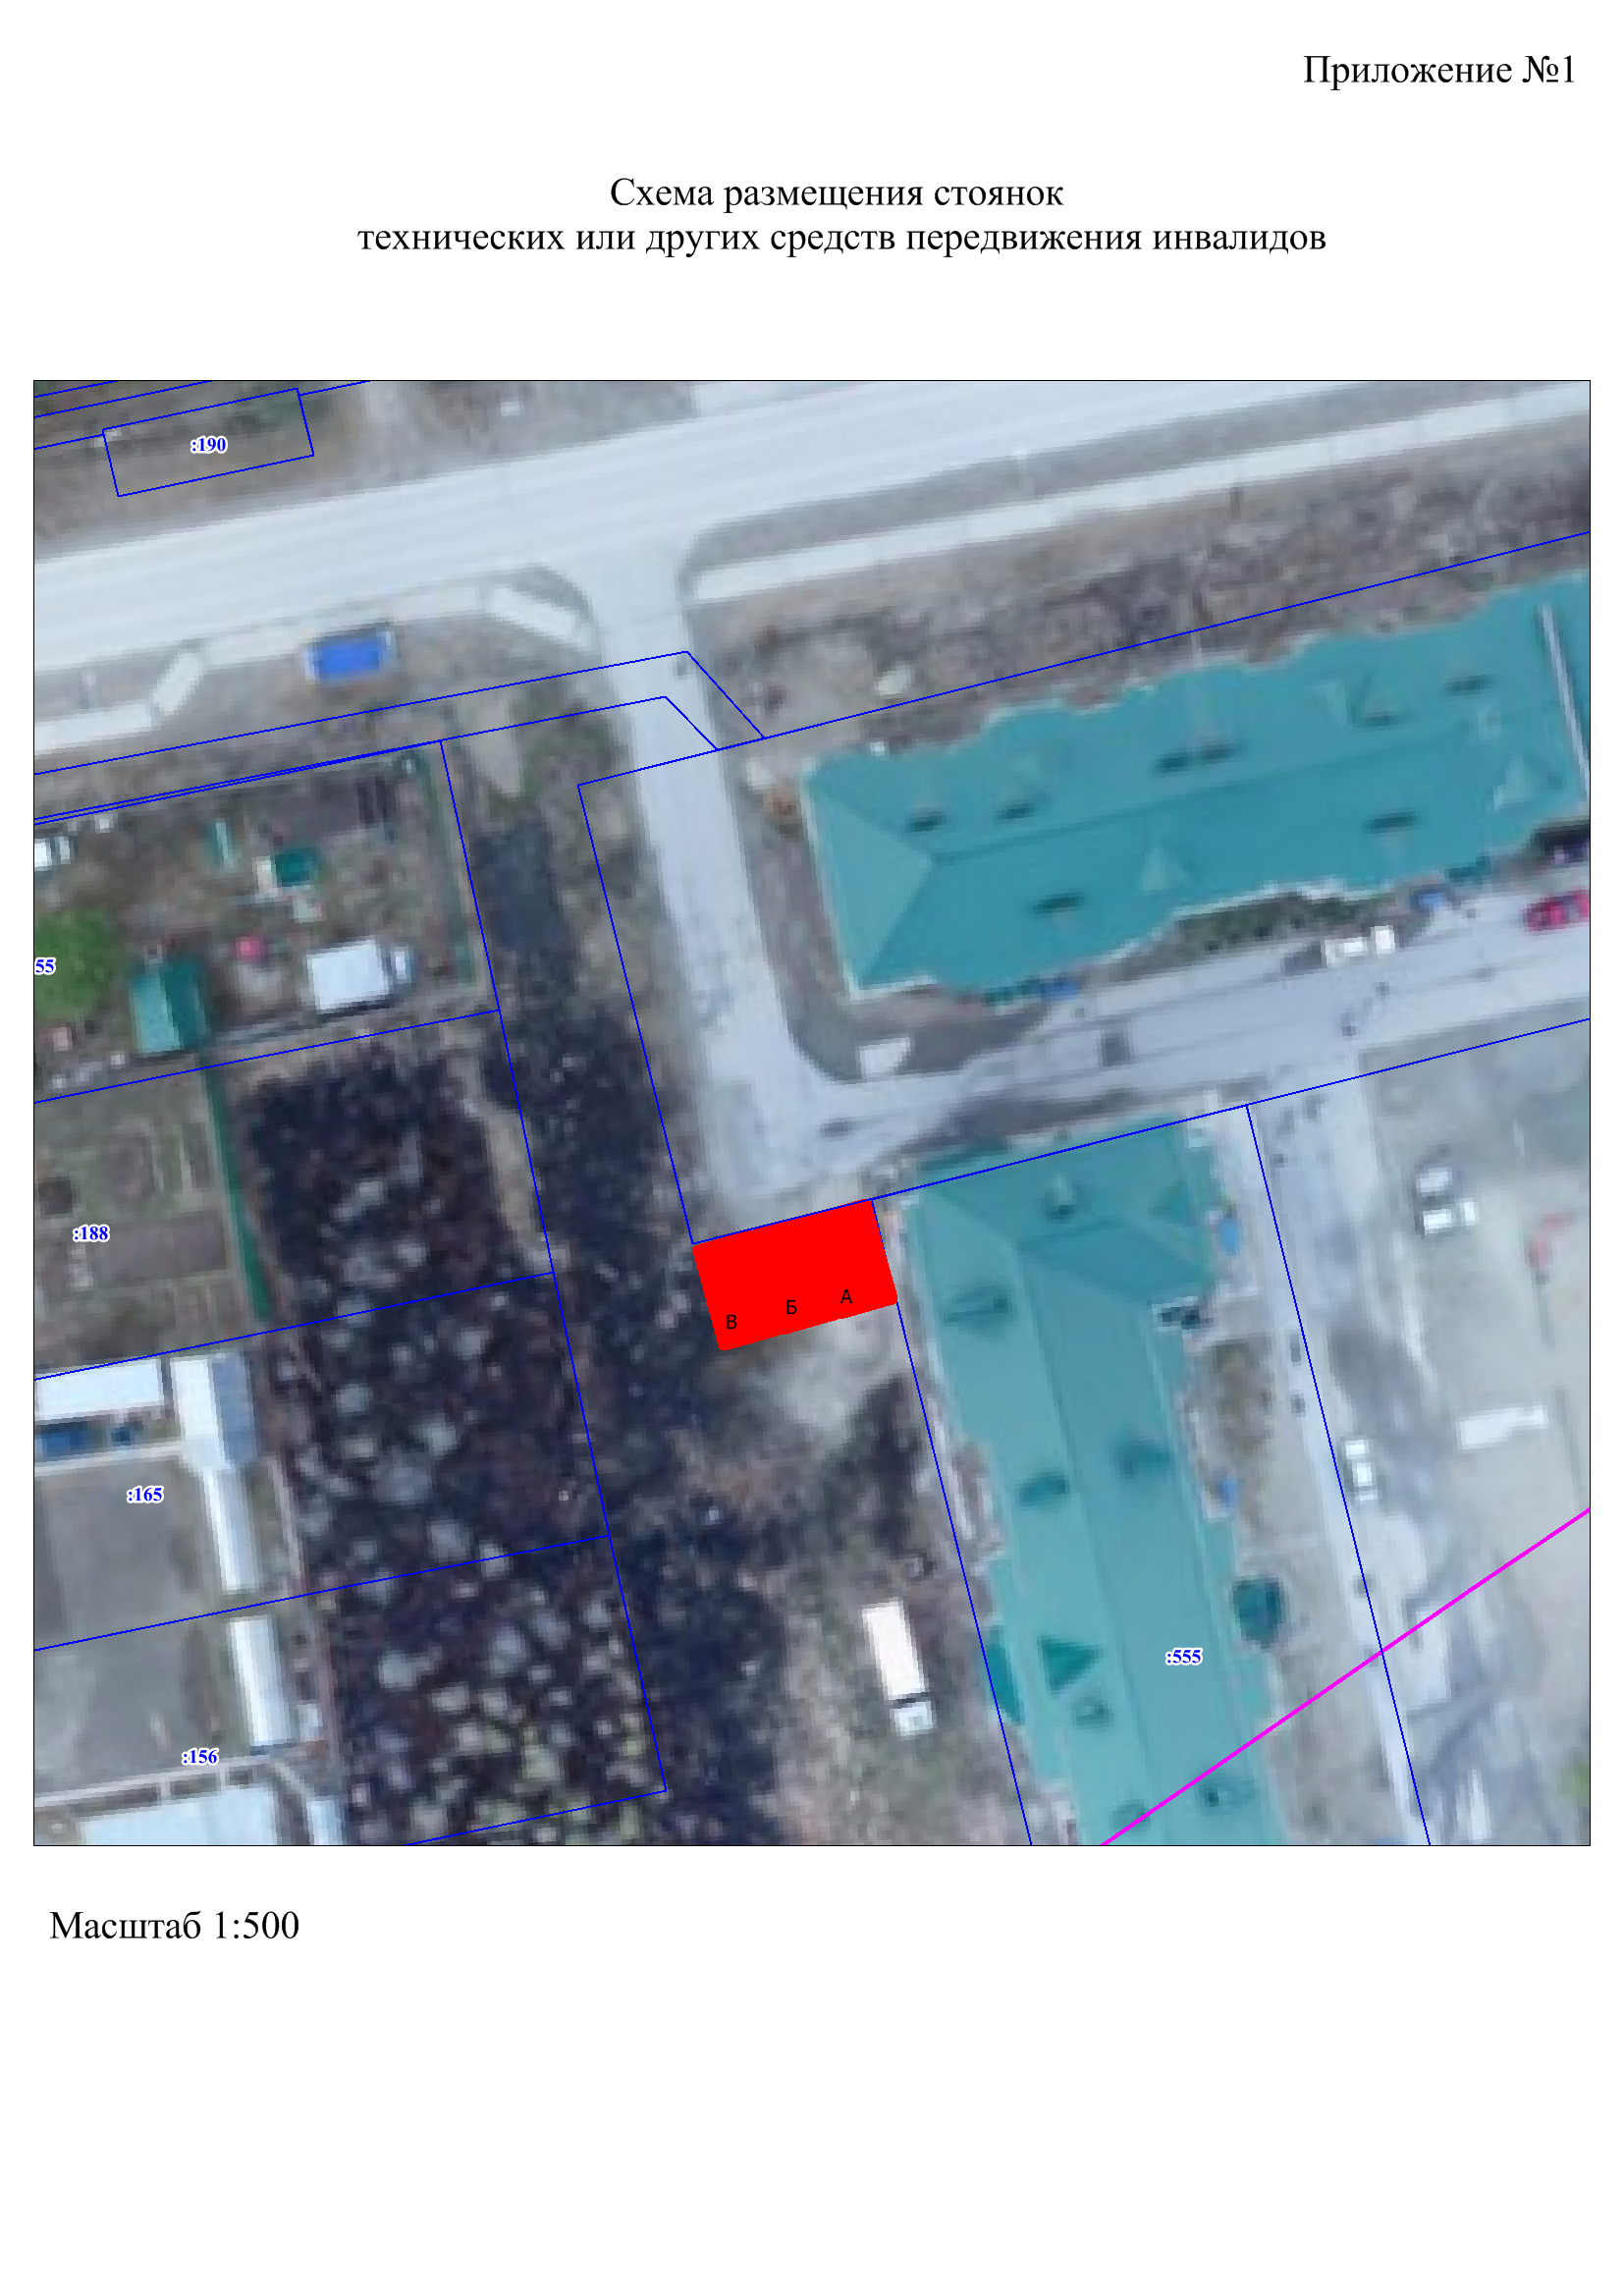 Приложение №1
Схема размещения стоянок
технических или других средств передвижения инвалидов
:190
55
:188
А
Б
В
:165
:555
:156
Масштаб 1:500